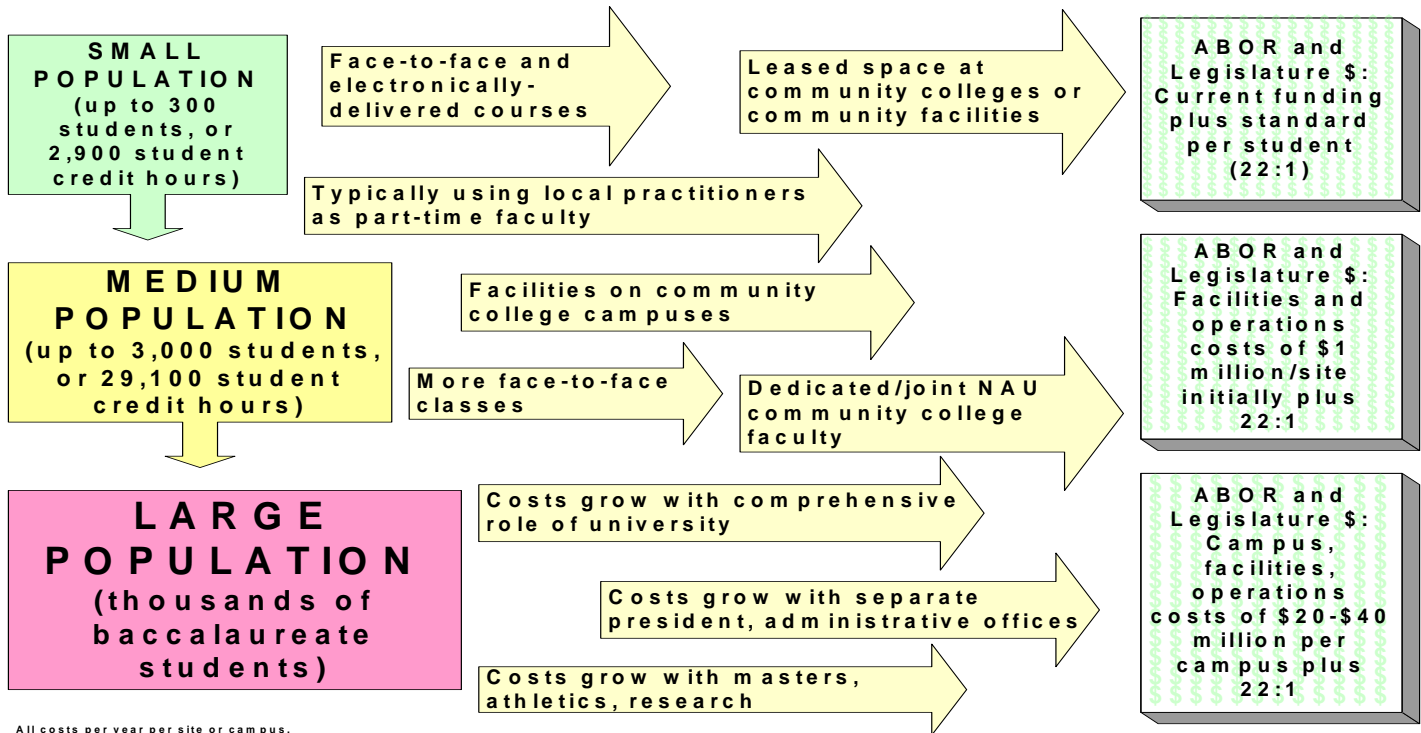 SMALL
POPULATION
(up to 300
students, or
2,900 student
credit hours)
Face-to-face and
electronically-
delivered courses
Leased space at
community colleges or
community facilities
ABOR and
Legislature $:
Current funding
plus standard
per student
(22:1)
Typically using local practitioners
as part-time faculty
MEDIUM
POPULATION
(up to 3,000 students,
or 29,100 student
credit hours)
Facilities on community
college campuses
More face-to-face
classes
Dedicated/joint NAU
community college
faculty
ABOR and
Legislature $:
Facilities and
operations
costs of $1
million/site
initially plus
22:1
LARGE
POPULATION
(thousands of
baccalaureate
students)
Costs grow with comprehensive
role of university
Costs grow with separate
president, administrative offices
Costs grow with masters,
athletics, research
ABOR and
Legislature $:
Campus,
facilities,
operations
costs of $20-$40
million per
campus plus
22:1
All costs per year per site or campus.